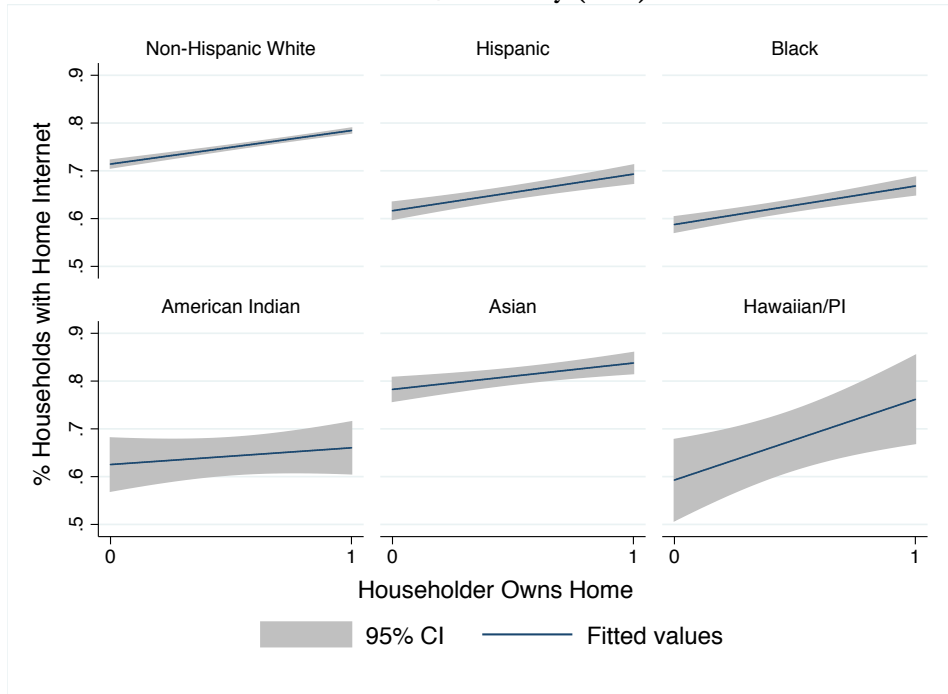 Non-Hispanic White Hispanic Black
.9
.8
.7
.6
.5
American Indian Asian Hawaiian/PI
.9
.8
.7
.6
.5
0 1 0 1 0 1
% Households with Home Internet
Householder Owns Home
95% CI Fitted values